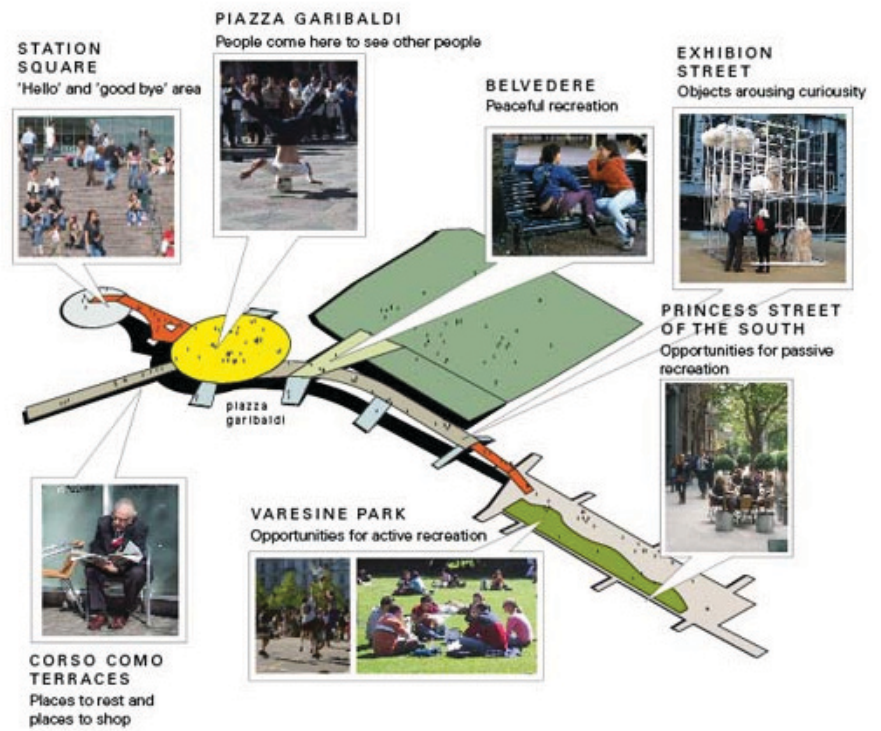 STATION
SQUARE
'Hello' and 'good bye' area
PIAZZA GARIBALDI
People come here to see other people
BELVEDERE
Peaceful recreation
EXHIBION
STREET
Objects arousing curiousity
PRINCESS STREET
OF THE SOUTH
Opportunities for passive
recreation
piazza
garibaldi
VARESINE PARK
Opportunities for active recreation
CORSO COMO
TERRACES
Places to rest and
places to shop